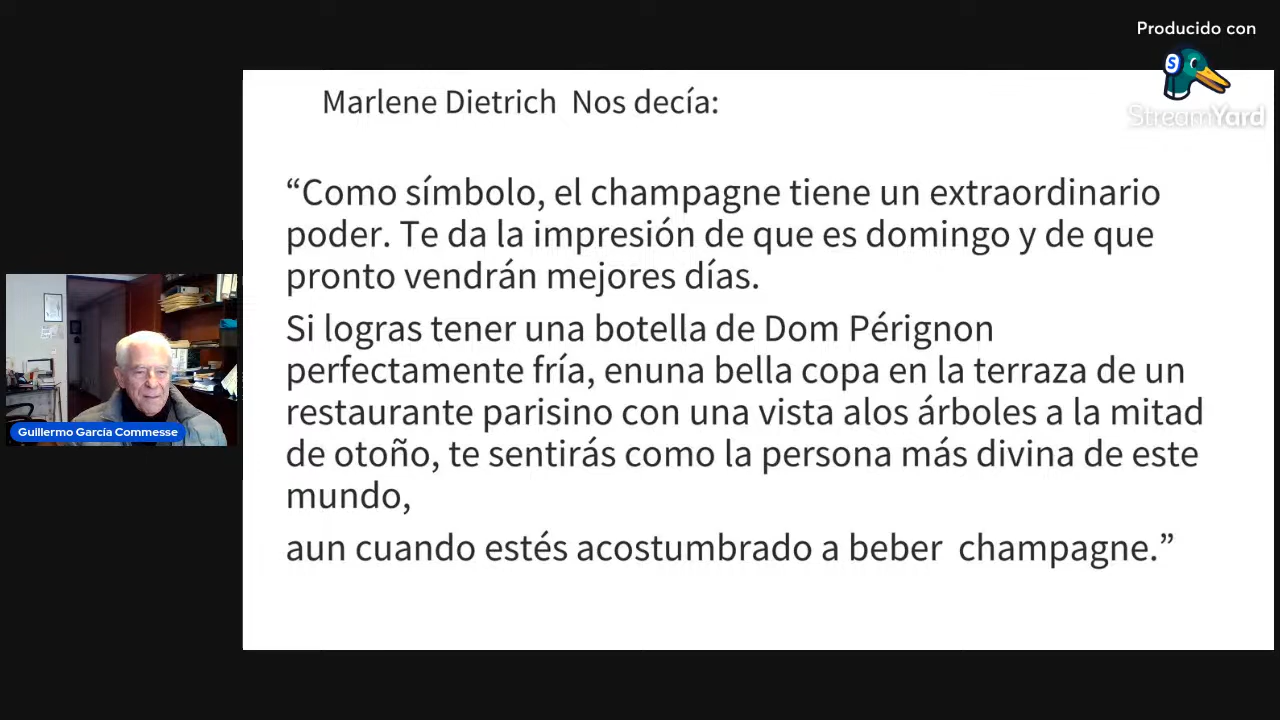 Producido con
StreamYard
Marlene Dietrich  Nos decía:
“Como símbolo, el champagne tiene un extraordinario
poder. Te da la impresión de que es domingo y de que
pronto vendrán mejores días.
Si logras tener una botella de Dom Pérignon
perfectamente fría, enuna bella copa en la terraza de un
restaurante parisino con una vista alos árboles a la mitad
de otoño, te sentirás como la persona más divina de este
mundo,
aun cuando estés acostumbrado a beber  champagne.”
Guillermo García Commesse